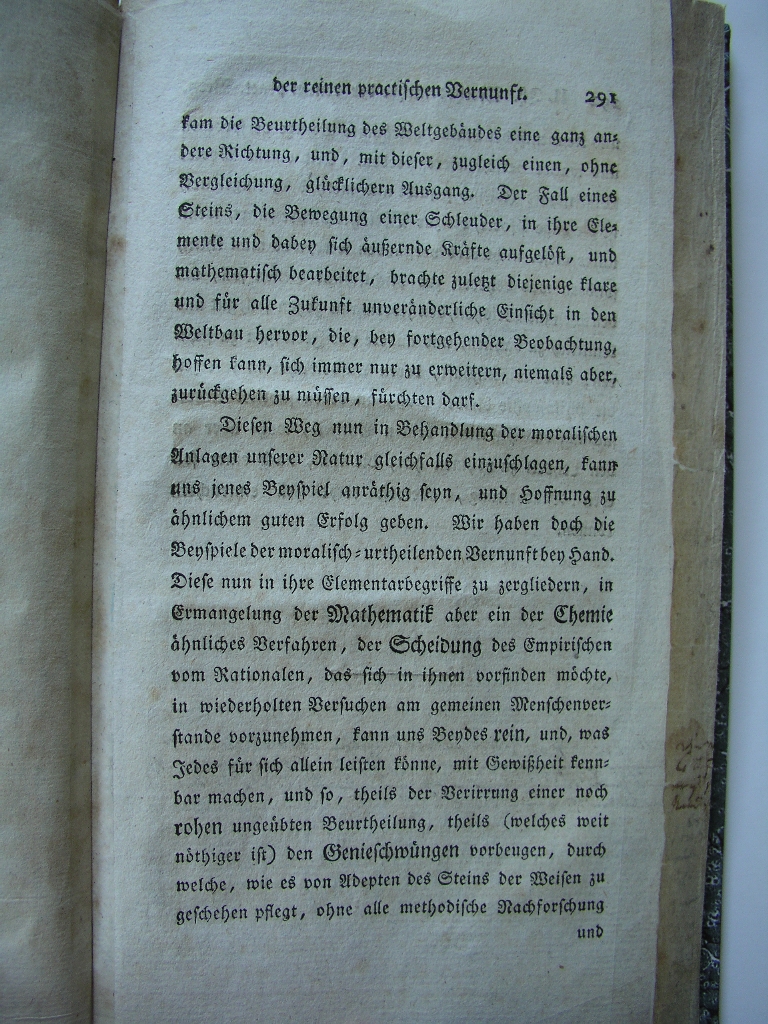 der reinen practischen Vernunft. 291
kam die Beurtheilung des Weltgebäudes eine ganz an-
dere Richtung, und, mit dieser, zugleich einen, ohne
Vergleichung, glücklichern Ausgang. Der Fall eines
Steins, die Bewegung einer Schleuder, in ihre Ele-
mente und dabey sich äußernde Kräfte aufgelöst, und
mathematisch bearbeitet, brachte zuletzt diejenige klare
und für alle Zukunft unveränderliche Einsicht in den
Weltbau hervor, die, bey fortgehender Beobachtung,
hoffen kann, sich immer nur zu erweitern, niemals aber,
zurückgehen zu müssen, fürchten darf.
Diesen Weg nun in Behandlung der moralischen
Anlagen unserer Natur gleichfalls einzuschlagen, kann
uns jenes Beyspiel anräthig seyn, und Hoffnung zu
ähnlichem guten Erfolg geben. Wir haben doch die
Beyspiele der moralisch-urtheilenden Vernunft bey Hand.
Diese nun in ihre Elementarbegriffe zu zergliedern, in
Ermangelung der Mathematik aber ein der Chemie
ähnliches Verfahren, der Scheidung des Empirischen
vom Rationalen, das sich in ihnen vorfinden möchte,
in wiederholten Versuchen am gemeinen Menschenver-
stande vorzunehmen, kann uns Beydes rein, und, was
Jedes für sich allein leisten könne, mit Gewißheit kenn-
bar machen, und so, theils der Verirrung einer noch
rohen ungeübten Beurtheilung, theils (welches weit
nöthiger ist) den Genieschwüngen vorbeugen, durch
welche, wie es von Adepten des Steins der Weisen zu
geschehen pflegt, ohne alle methodische Nachforschung
und